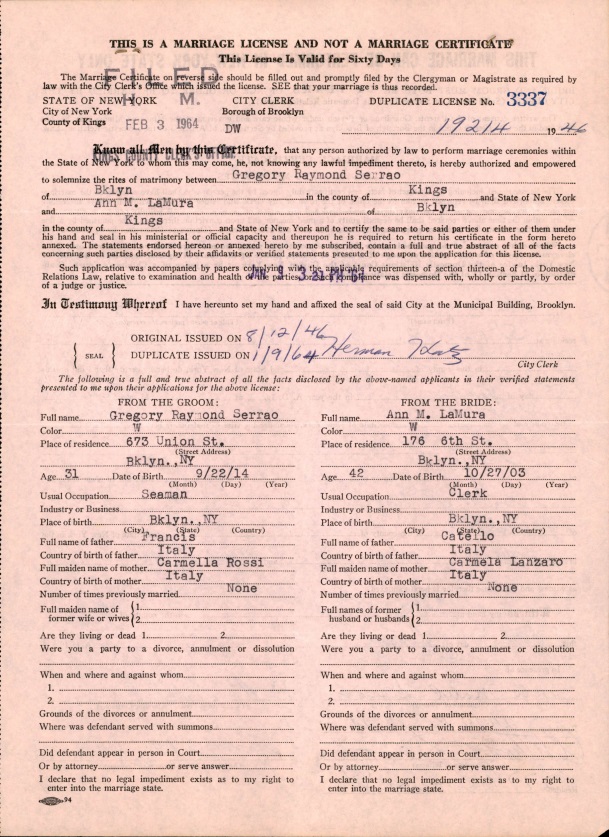 THIS IS A MARRIAGE LICENSE AND NOT A MARRIAGE CERTIFICATE
This License Is Valid for Sixty Days
The Marriage Certificate on reverse side should be filled out and promptly filed by the Clergyman or Magistrate as required by
law with the City Clerk's Office which issued the license. SEE that your marriage is thus recorded.
FILED
STATE OF NEW YORK M. CITY CLERK DUPLICATE LICENSE No. 3337
City of New York Borough of Brooklyn
County of Kings FEB 3 1964 DW 19214 1946
Know all Men by this Certificate, that any person authorized by law to perform marriage ceremonies within
KINGS COUNTY CLERK'S OFFICE
the State of New York to whom this may come, he, not knowing any lawful impediment thereto, is hereby authorized and empowered
to solemnize the rites of matrimony between Gregory Raymond Serrao
of Bklyn in the county of Kings and State of New York
and Ann M. LaMura of Bklyn
in the county of Kings and State of New York and to certify the same to be said parties or either of them under
his hand and seal in his ministerial or official capacity and thereupon he is required to return his certificate in the form hereto
annexed. The statements endorsed hereon or annexed hereto by me subscribed, contain a full and true abstract of all of the facts
concerning such parties disclosed by their affidavits or verified statements presented to me upon the application for this license.
Such application was accompanied by papers complying with the applicable requirements of section thirteen-a of the Domestic
Relations Law, relative to examination and health of the parties or such compliance was dispensed with, wholly or partly, by order
of a judge or justice.
JAN 9 3 21 PM
In Testimony Whereof I have hereunto set my hand and affixed the seal of said City at the Municipal Building, Brooklyn.
ORIGINAL ISSUED ON 8/12/46
SEAL DUPLICATE ISSUED ON 1/9/64 Herman Katz
City Clerk
The following is a full and true abstract of all the facts disclosed by the above-named applicants in their verified statements
presented to me upon their applications for the above license:
FROM THE GROOM:
Full name Gregory Raymond Serrao
Color W
Place of residence 673 Union St.
(Street Address)
Bklyn.,NY
Age 31 Date of Birth 9/22/14
(Month) (Day) (Year)
Usual Occupation Seaman
Industry or Business
Place of birth Bklyn.,NY
(City) (State) (Country)
Full name of father Francis
Country of birth of father Italy
Full maiden name of mother Carmella Rossi
Country of birth of mother Italy
Number of times previously married None
Full maiden name of former wife or wives 1
2
Are they living or dead 1 2.
Were you a party to a divorce, annulment or dissolution
When and where and against whom
1.
2.
Grounds of the divorces or annulment
Where was defendant served with summons
Did defendant appear in person in Court
Or by attorney or serve answer
I declare that no legal impediment exists as to my right to
enter into the marriage state.
94
FROM THE BRIDE:
Full name Ann M. LaMura
Color W
Place of residence 176 6th St.
(Street Address)
Bklyn.,NY
Age 42 Date of Birth 10/27/03
(Month) (Day) (Year)
Usual Occupation Clerk
Industry or Business
Place of birth Bklyn.,NY
(City) (State) (Country)
Full name of father Catello
Country of birth of father Italy
Full maiden name of mother Carmela Lanzaro
Country of birth of mother Italy
Number of times previously married None
Full names of former husband or husbands 1
2
Are they living or dead 1 2.
Were you a party to a divorce, annulment or dissolution
When and where and against whom
1.
2.
Grounds of the divorces or annulment
Where was defendant served with summons
Did defendant appear in person in Court
Or by attorney or serve answer
I declare that no legal impediment exists as to my right to
enter into the marriage state.